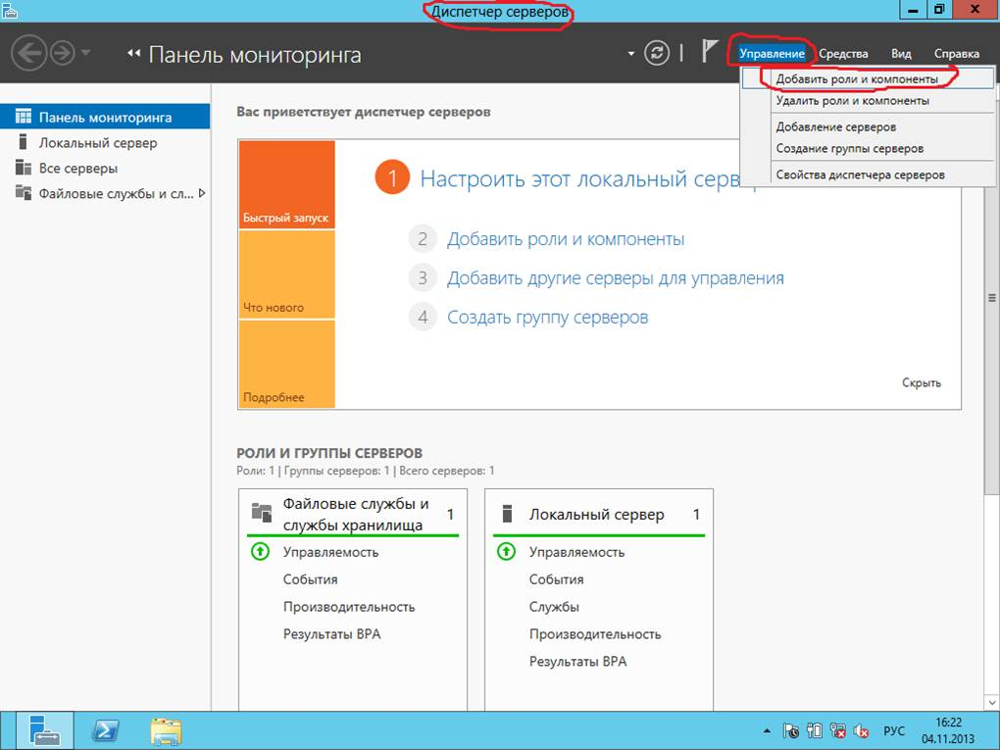 Диспетчер серверов
Панель мониторинга
Управление Средства Вид Справка
Добавить роли и компоненты
Удалить роли и компоненты
Добавление серверов
Создание группы серверов
Свойства диспетчера серверов
Панель мониторинга
Локальный сервер
Все серверы
Файловые службы и сл...
Вас приветствует диспетчер серверов
Быстрый запуск
Что нового
Подробнее
1 Настроить этот локальный серв
2 Добавить роли и компоненты
3 Добавить другие серверы для управления
4 Создать группу серверов
Скрыть
РОЛИ И ГРУППЫ СЕРВЕРОВ
Роли: 1 | Группы серверов: 1 | Всего серверов: 1
Файловые службы и
службы хранилища 1
Управляемость
События
Производительность
Результаты BPA
Локальный сервер 1
Управляемость
События
Службы
Производительность
Результаты BPA
РУС
16:22
04.11.2013